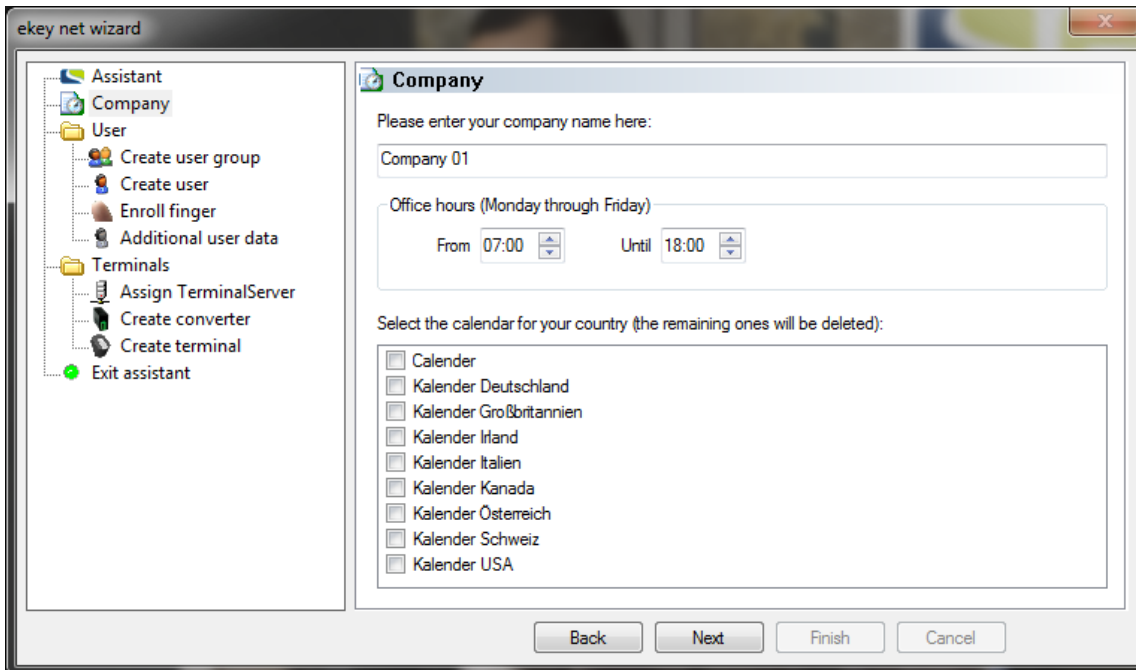 ekey net wizard
Assistant
Company
User
Create user group
Create user
Enroll finger
Additional user data
Terminals
Assign TerminalServer
Create converter
Create terminal
Exit assistant
Company
Please enter your company name here:
Company 01
Office hours (Monday through Friday)
From 07:00 Until 18:00
Select the calendar for your country (the remaining ones will be deleted):
Calender
Kalender Deutschland
Kalender Großbritannien
Kalender Irland
Kalender Italien
Kalender Kanada
Kalender Österreich
Kalender Schweiz
Kalender USA
Back Next Finish Cancel